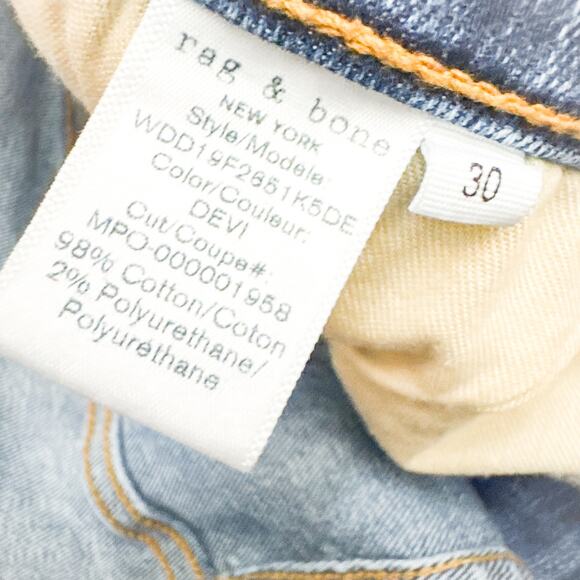 rag & bone
NEW YORK
Style/Modele:
WDD19F2651K5DE
Color/Couleur:
DEVI
Cut/Coupe#:
MPO-000001958
98% Cotton/Coton
2% Polyurethane/
Polyuréthane
30